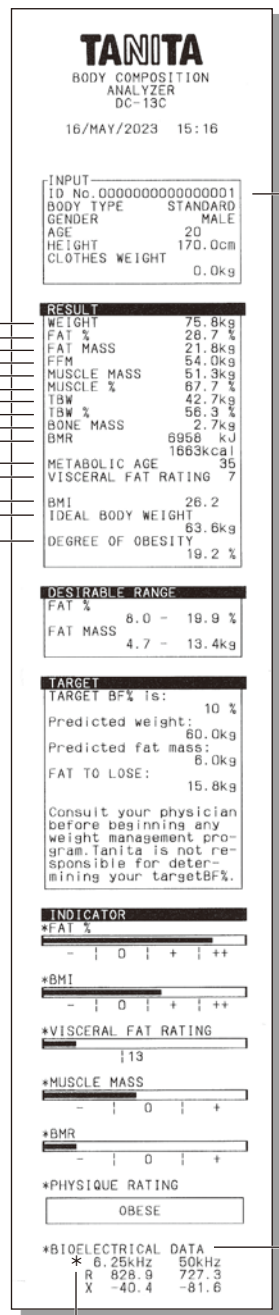 TANITA
BODY COMPOSITION
ANALYZER
DC-13C
16/MAY/2023 15:16
INPUT
ID No.0000000000000001
BODY TYPE STANDARD
GENDER MALE
AGE 20
HEIGHT 170.0cm
CLOTHES WEIGHT
0.0kg
RESULT
WEIGHT 75.8kg
FAT % 28.7 %
FAT MASS 21.8kg
FFM 54.0kg
MUSCLE MASS 51.3kg
MUSCLE % 67.7 %
TBW 42.7kg
TBW % 56.3 %
BONE MASS 2.7kg
BMR 6958 kJ
1663kcal
METABOLIC AGE 35
VISCERAL FAT RATING 7
BMI 26.2
IDEAL BODY WEIGHT
63.6kg
DEGREE OF OBESITY
19.2 %
DESIRABLE RANGE
FAT %
8.0 - 19.9 %
FAT MASS
4.7 - 13.4kg
TARGET
TARGET BF% is:
10 %
Predicted weight:
60.0kg
Predicted fat mass:
6.0kg
FAT TO LOSE:
15.8kg
Consult your physician
before beginning any
weight management pro-
gram.Tanita is not re-
sponsible for deter-
mining your targetBF%.
INDICATOR
*FAT %
- | 0 | + | ++
*BMI
- | 0 | + | ++
*VISCERAL FAT RATING
|13
*MUSCLE MASS
- | 0 | +
*BMR
- | 0 | +
*PHYSIQUE RATING
OBESE
*BIOELECTRICAL DATA
* 6.25kHz 50kHz
R 828.9 727.3
X -40.4 -81.6